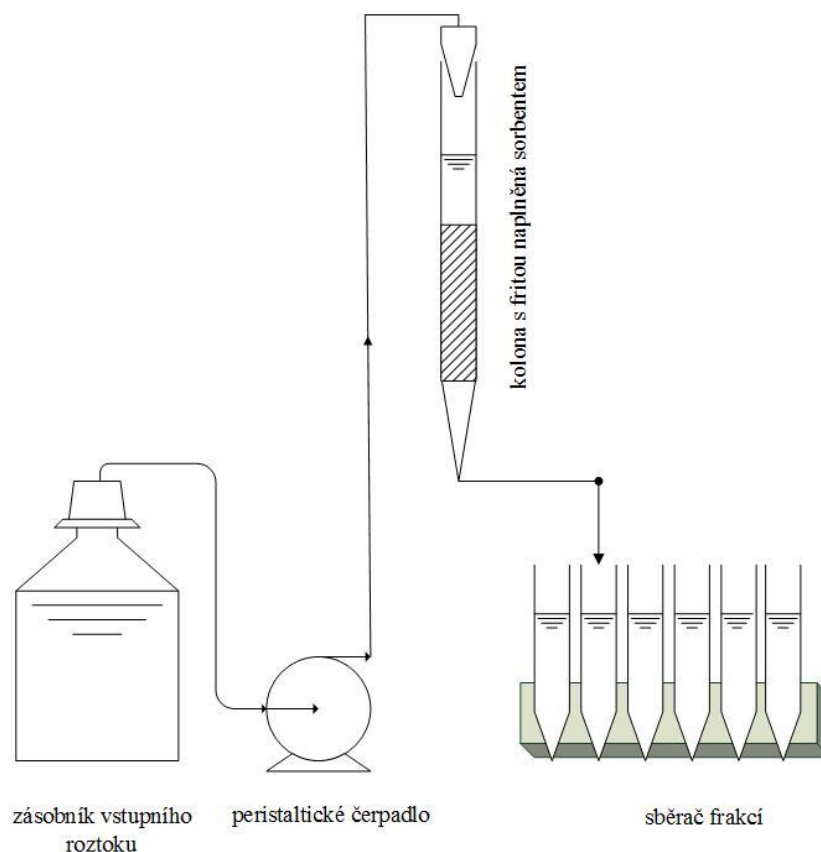 kolona s fritou naplněná sorbentem
zásobník vstupního
roztoku
peristaltické čerpadlo
sběrač frakcí